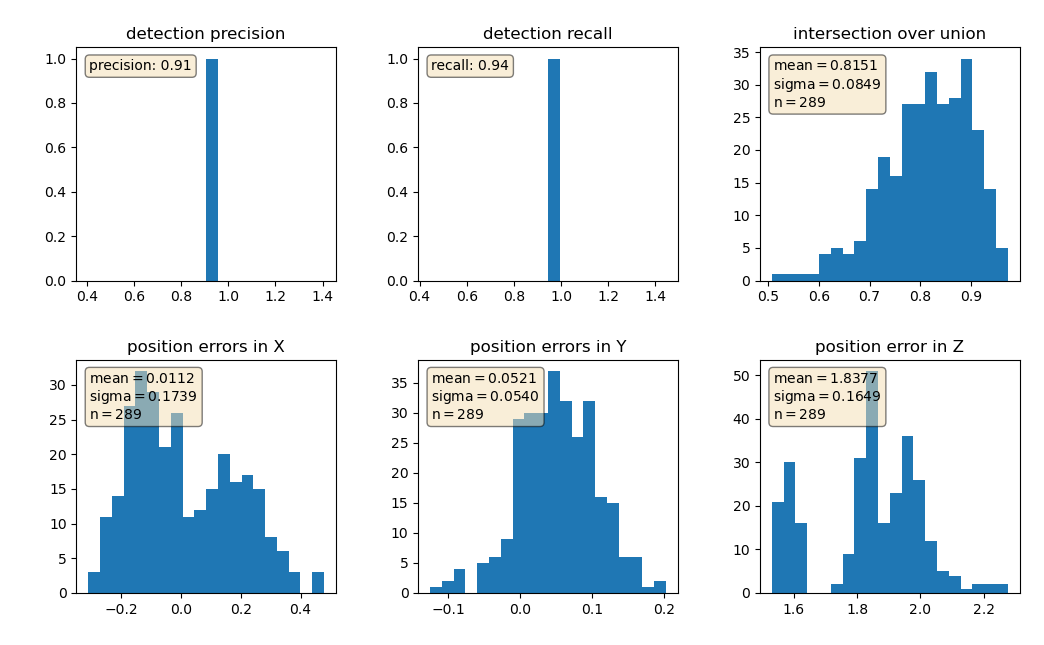 detection precision
precision: 0.91
1.0
0.8
0.6
0.4
0.2
0.0
0.4 0.6 0.8 1.0 1.2 1.4
detection recall
recall: 0.94
1.0
0.8
0.6
0.4
0.2
0.0
0.4 0.6 0.8 1.0 1.2 1.4
intersection over union
mean = 0.8151
sigma = 0.0849
n = 289
35
30
25
20
15
10
5
0
0.5 0.6 0.7 0.8 0.9
position errors in X
mean = 0.0112
sigma = 0.1739
n = 289
30
25
20
15
10
5
0
−0.2 0.0 0.2 0.4
position errors in Y
mean = 0.0521
sigma = 0.0540
n = 289
35
30
25
20
15
10
5
0
−0.1 0.0 0.1 0.2
position error in Z
mean = 1.8377
sigma = 0.1649
n = 289
50
40
30
20
10
0
1.6 1.8 2.0 2.2